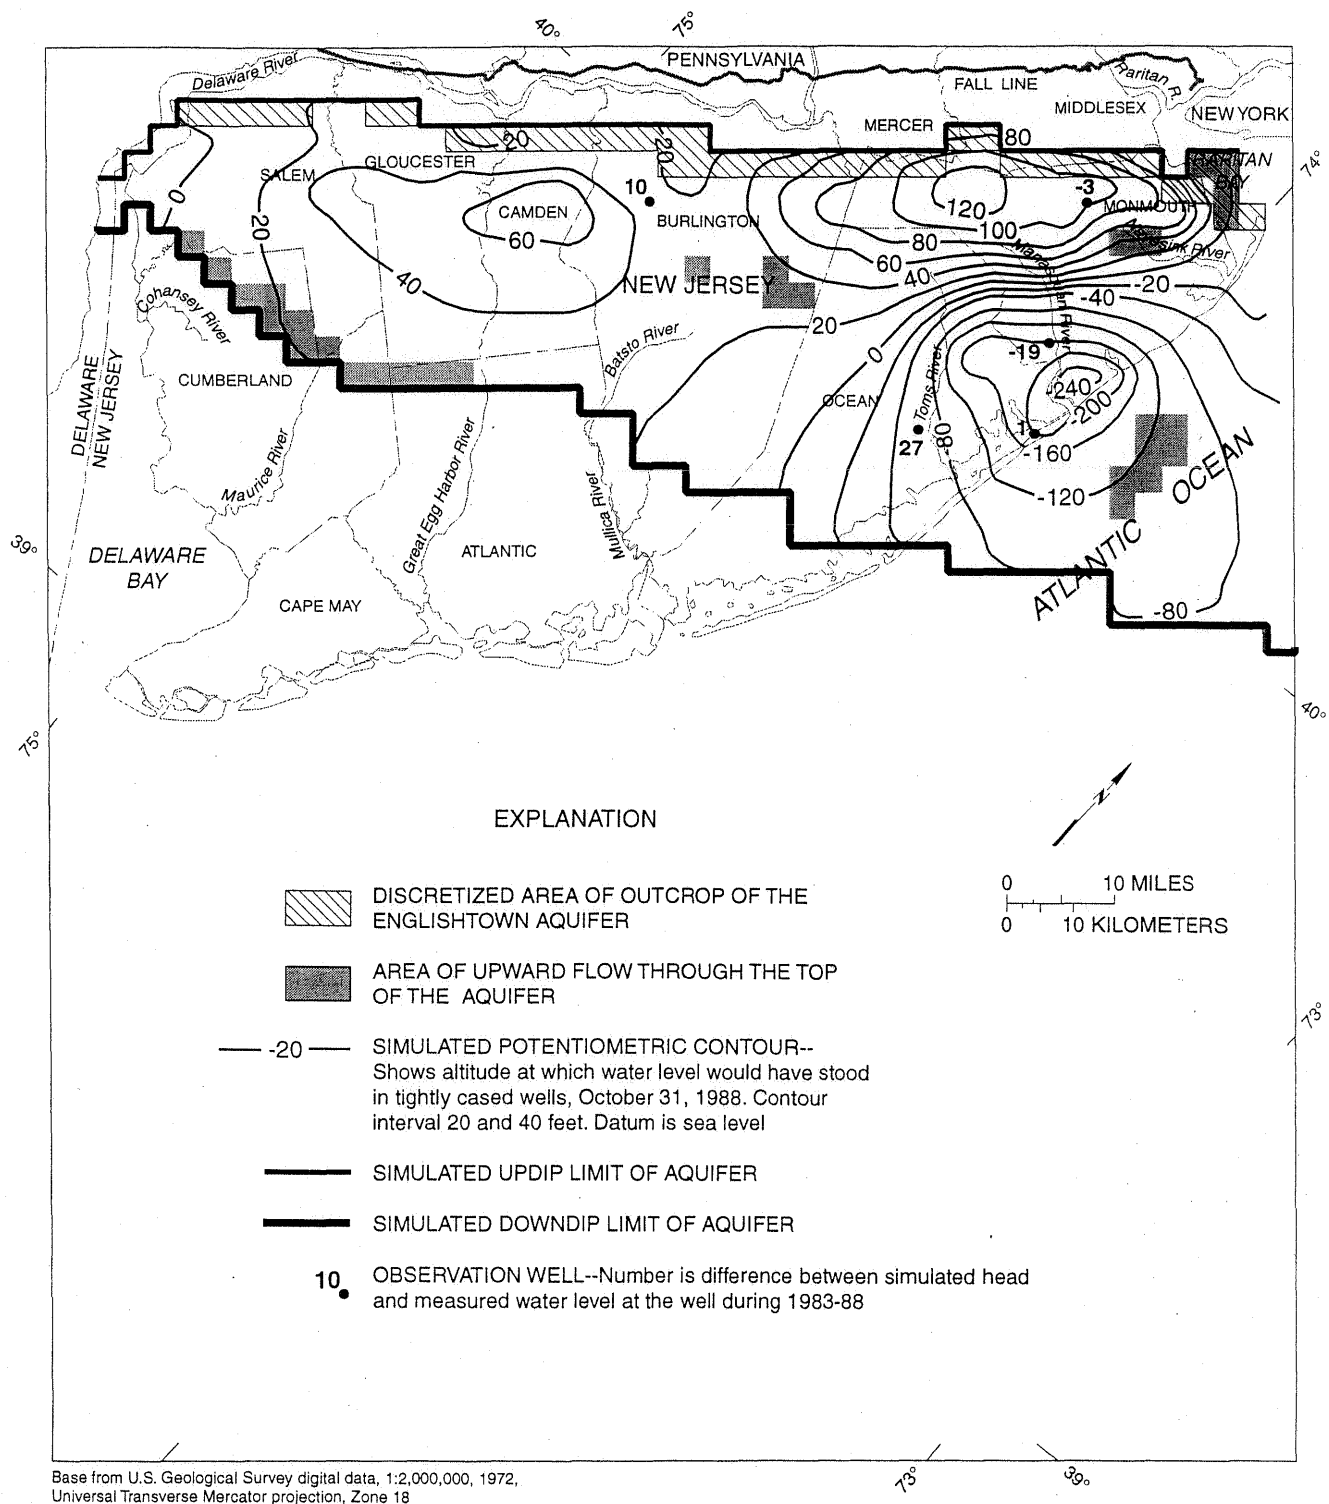 40°
75°
PENNSYLVANIA
Delaware River
FALL LINE
Raritan R.
MIDDLESEX
NEW YORK
MERCER
80
20
20
RARITAN
BAY
74°
GLOUCESTER
SALEM
10
-3
0
20
CAMDEN
60
BURLINGTON
120
100
MONMOUTH
80
60
40
40
River
NEW JERSEY
-20
-40
20
Manasquan River
Cohansey River
Batsto River
0
-19
DELAWARE
NEW JERSEY
CUMBERLAND
OCEAN
Toms River
-240
-200
1
27
-80
-160
-120
Maurice River
Great Egg Harbor River
Mullica River
ATLANTIC OCEAN
39°
DELAWARE
BAY
ATLANTIC
CAPE MAY
-80
75°
40°
N
EXPLANATION
DISCRETIZED AREA OF OUTCROP OF THE
ENGLISHTOWN AQUIFER
0 10 MILES
0 10 KILOMETERS
AREA OF UPWARD FLOW THROUGH THE TOP
OF THE AQUIFER
73°
-20
SIMULATED POTENTIOMETRIC CONTOUR--
Shows altitude at which water level would have stood
in tightly cased wells, October 31, 1988. Contour
interval 20 and 40 feet. Datum is sea level
SIMULATED UPDIP LIMIT OF AQUIFER
SIMULATED DOWNDIP LIMIT OF AQUIFER
10
OBSERVATION WELL--Number is difference between simulated head
and measured water level at the well during 1983-88
73°
39°
Base from U.S. Geological Survey digital data, 1:2,000,000, 1972,
Universal Transverse Mercator projection, Zone 18